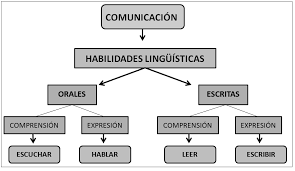 COMUNICACIÓN
HABILIDADES LINGÜÍSTICAS
ORALES
ESCRITAS
COMPRENSIÓN
EXPRESIÓN
COMPRENSIÓN
EXPRESIÓN
ESCUCHAR
HABLAR
LEER
ESCRIBIR